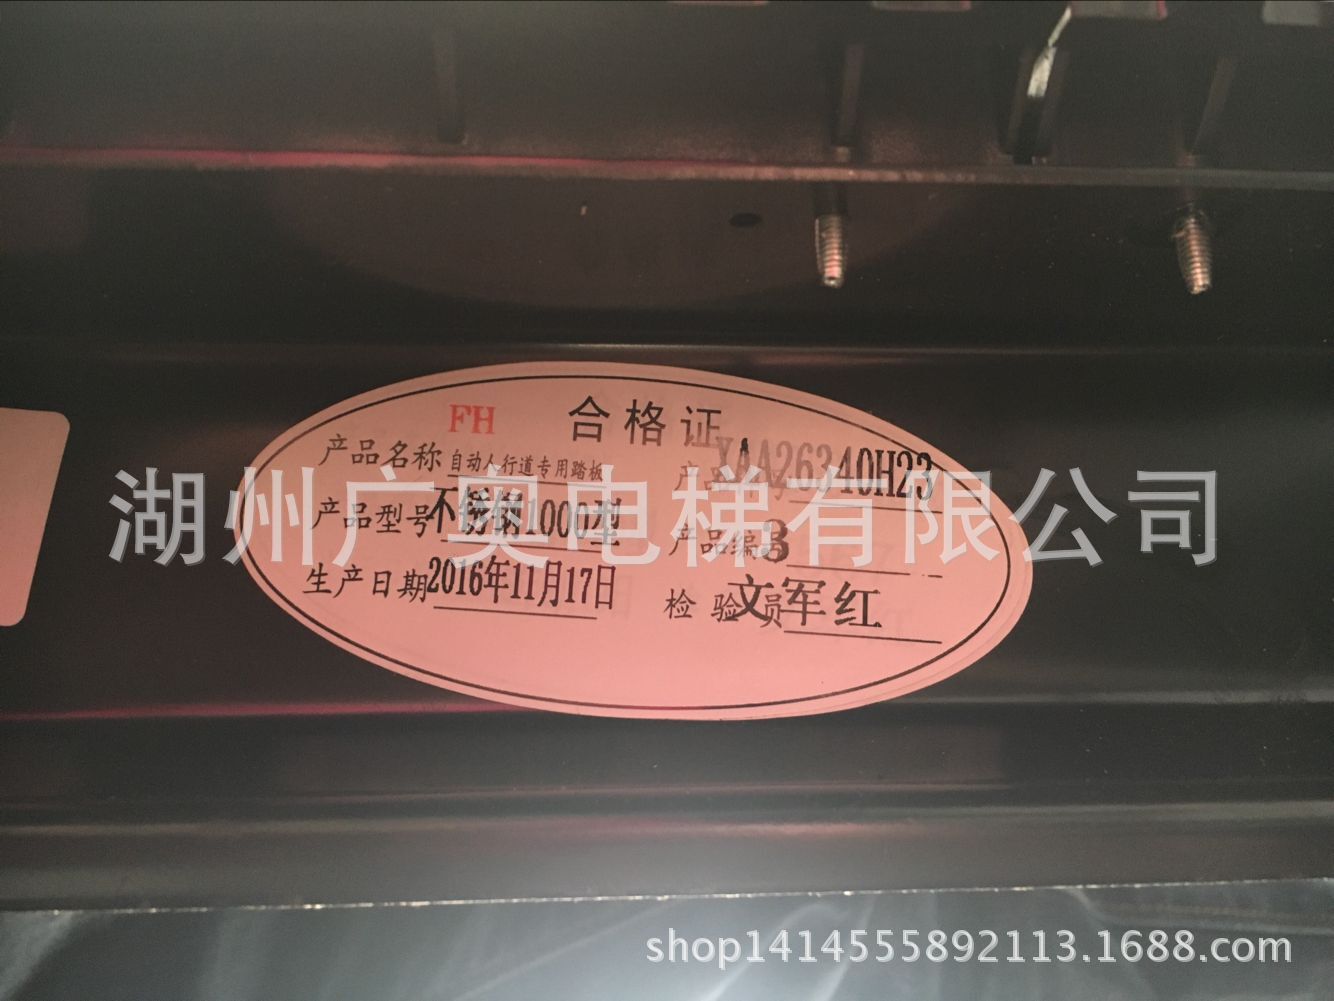 FH 合格证
产品名称 自动人行道专用踏板
XAA26340H23
产品型号 不锈钢1000型
产品编 3
生产日期 2016年11月17日
检验员 文军红
湖州广奥电梯有限公司
shop1414555892113.1688.com